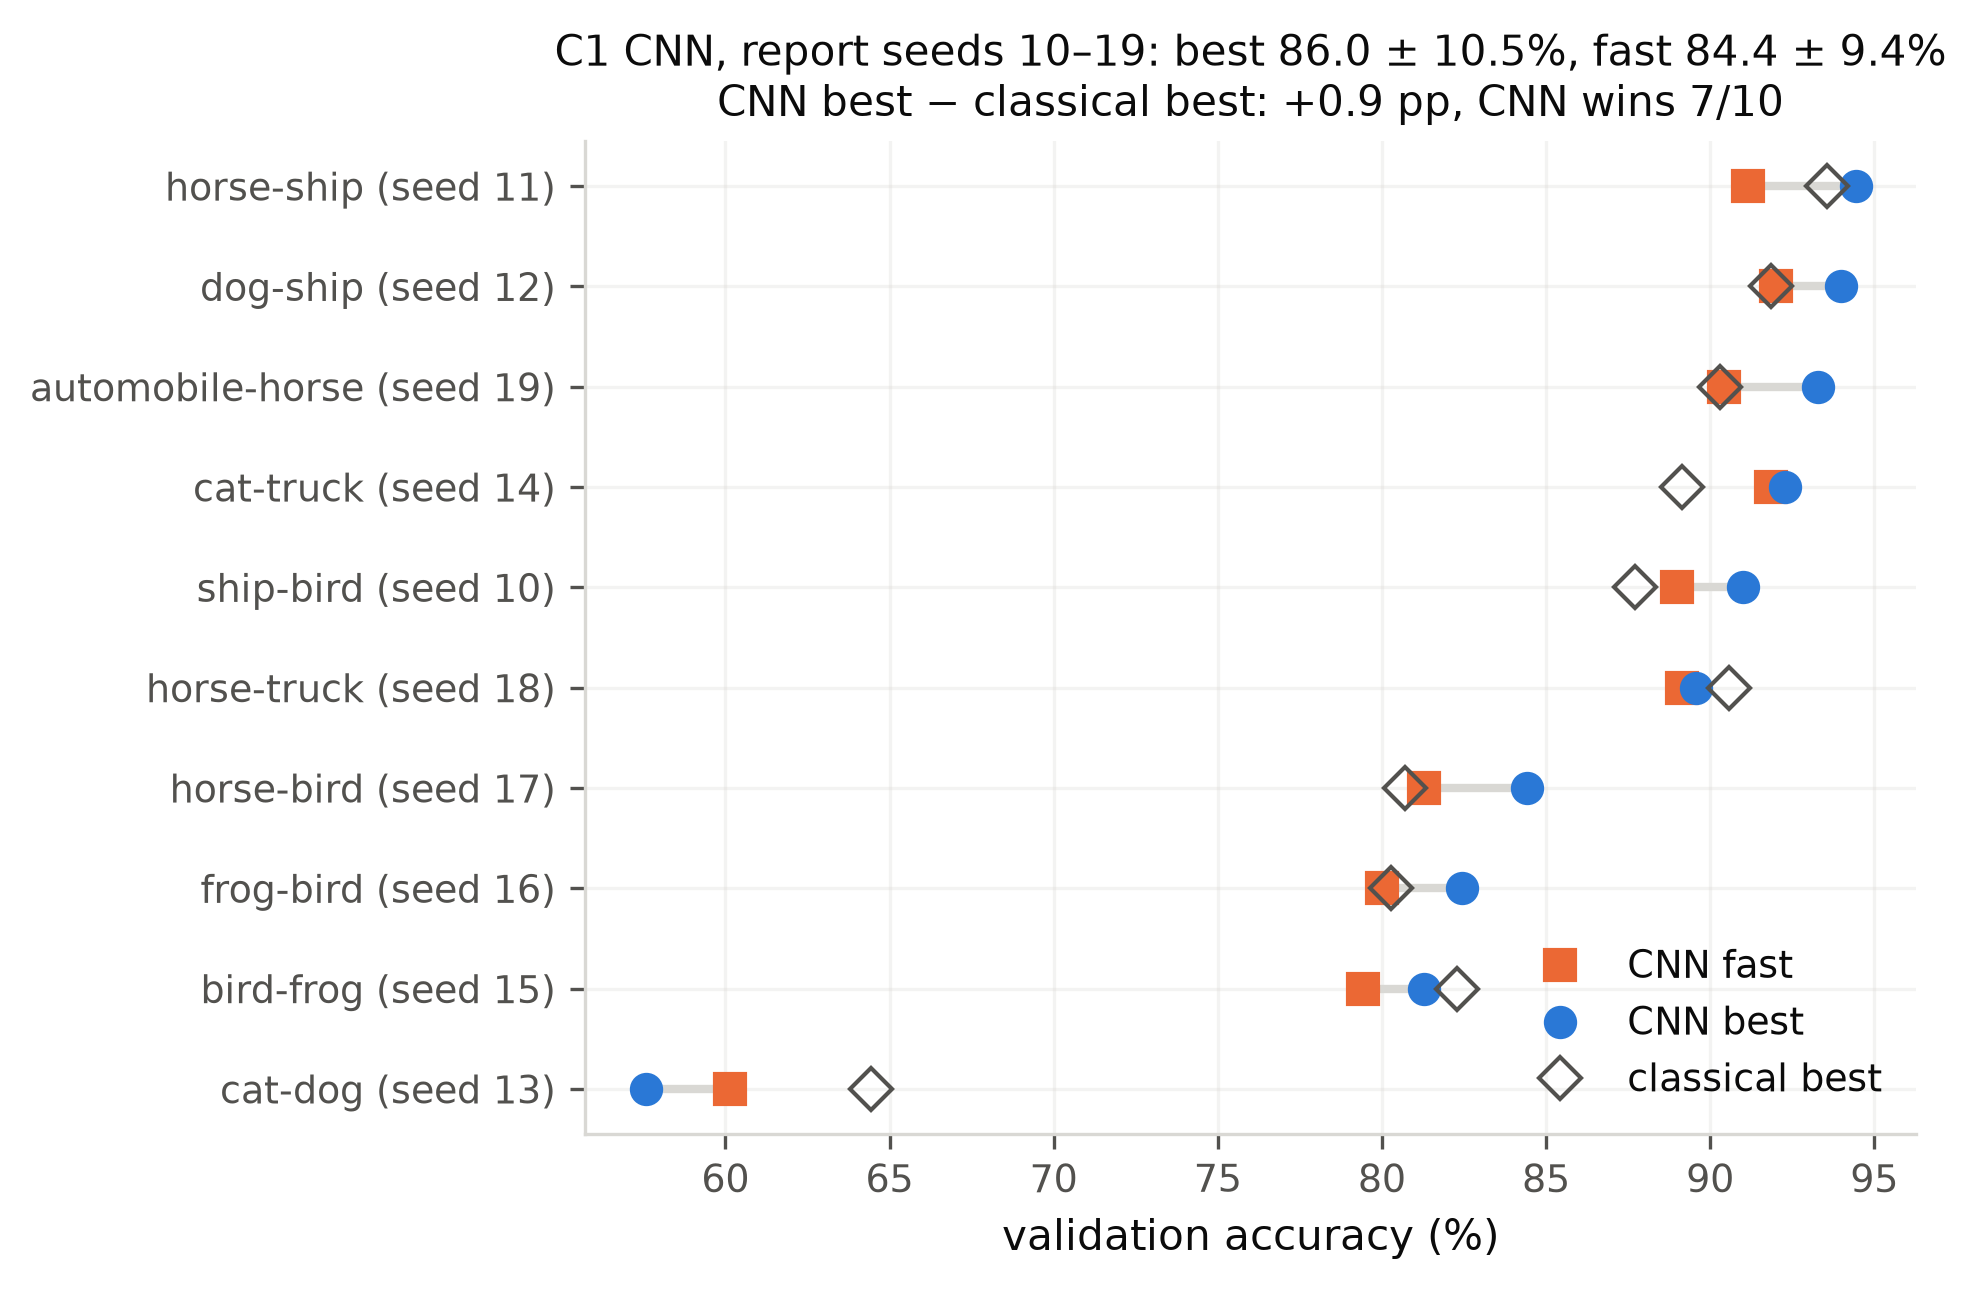 C1 CNN, report seeds 10–19: best 86.0 ± 10.5%, fast 84.4 ± 9.4%
CNN best − classical best: +0.9 pp, CNN wins 7/10
horse-ship (seed 11)
dog-ship (seed 12)
automobile-horse (seed 19)
cat-truck (seed 14)
ship-bird (seed 10)
horse-truck (seed 18)
horse-bird (seed 17)
frog-bird (seed 16)
bird-frog (seed 15)
cat-dog (seed 13)
CNN fast
CNN best
classical best
60 65 70 75 80 85 90 95
validation accuracy (%)